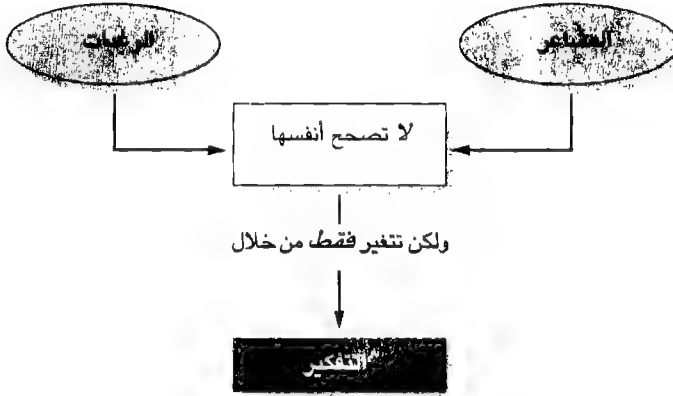 المشاعر
الرغبات
لا تصحح أنفسها
ولكن تتغير فقط من خلال
التفكير